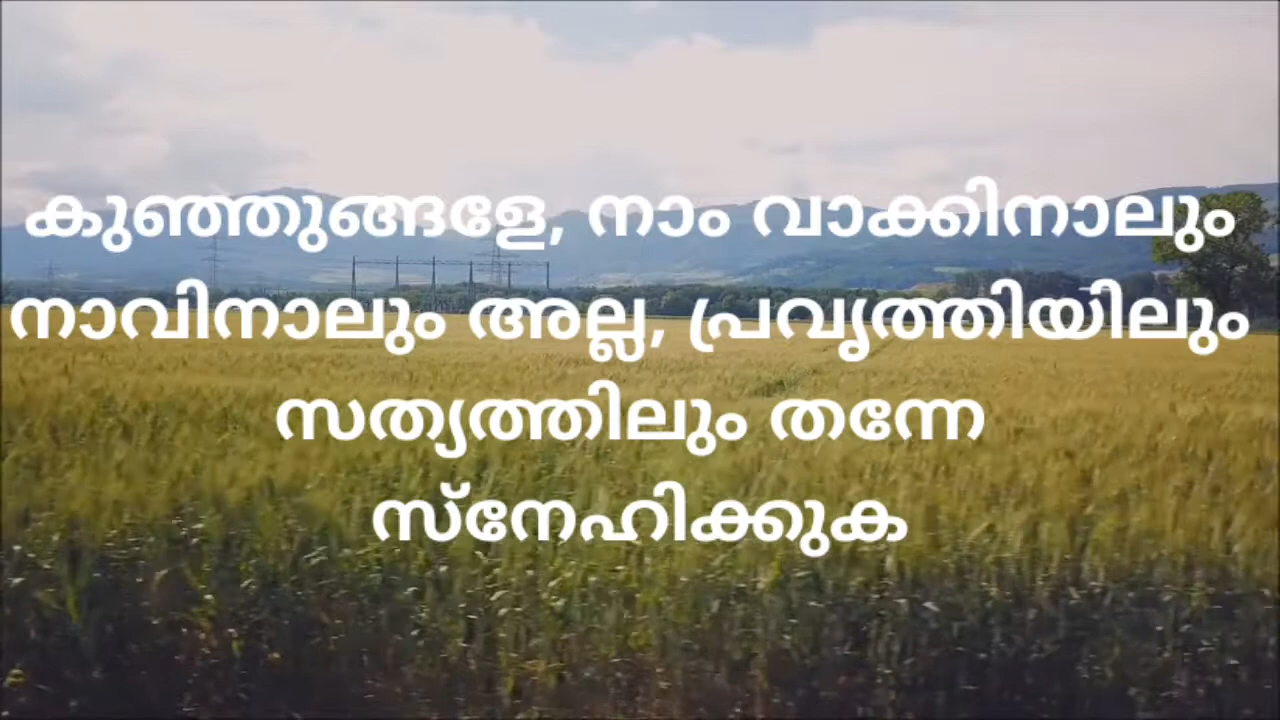 കുഞ്ഞുങ്ങളേ, നാം വാക്കിനാലും
നാവിനാലും അല്ല, പ്രവൃത്തിയിലും
സത്യത്തിലും തന്നേ
സ്നേഹിക്കുക